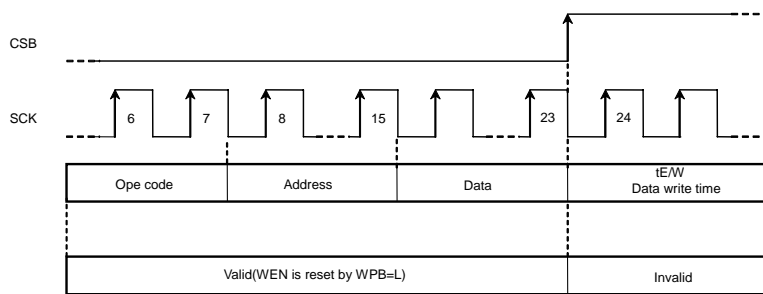 CSB
SCK
6
7
8
15
23
24
Ope code
Address
Data
tE/W
Data write time
Valid(WEN is reset by WPB=L)
Invalid